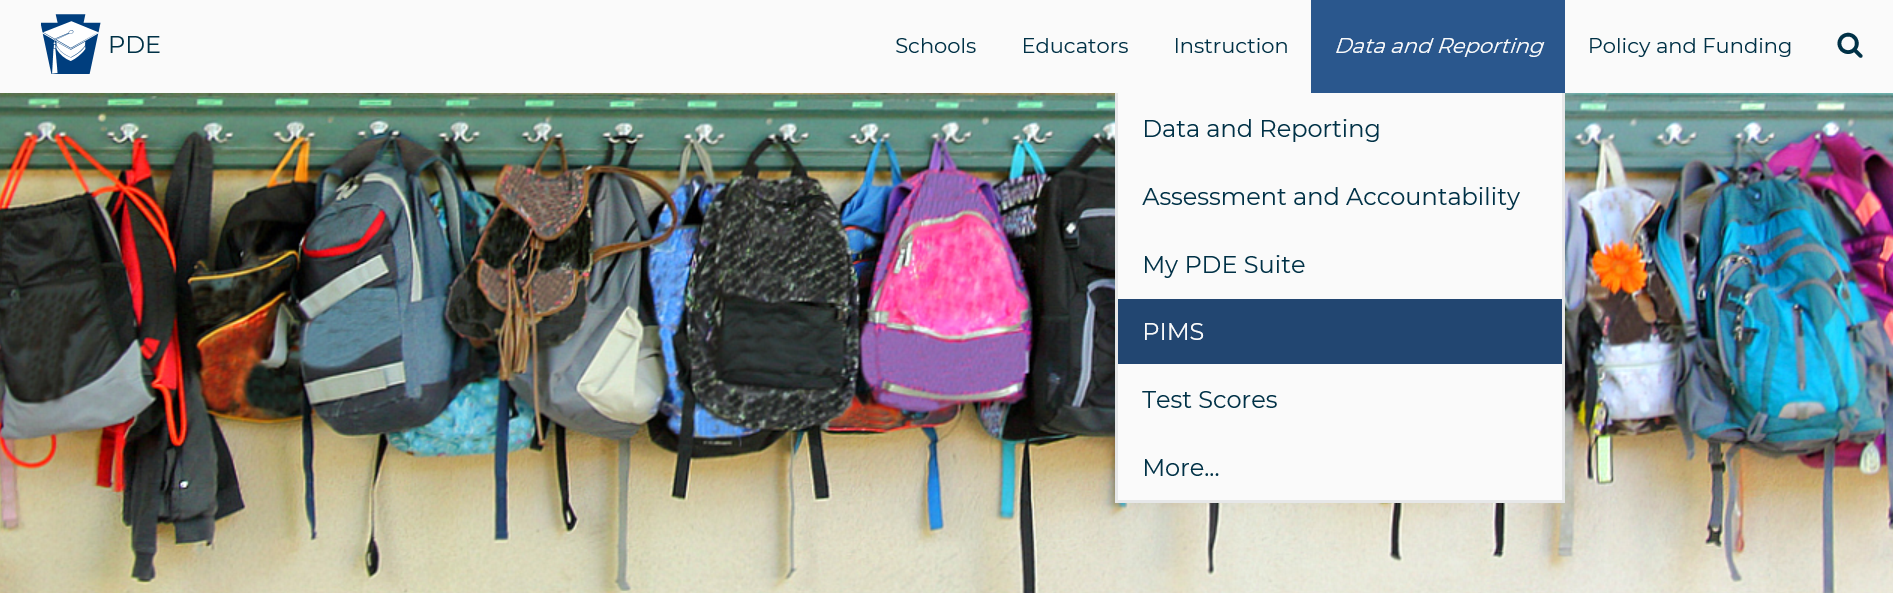 PDE
Schools
Educators
Instruction
Data and Reporting
Policy and Funding
Data and Reporting
Assessment and Accountability
My PDE Suite
PIMS
Test Scores
More...